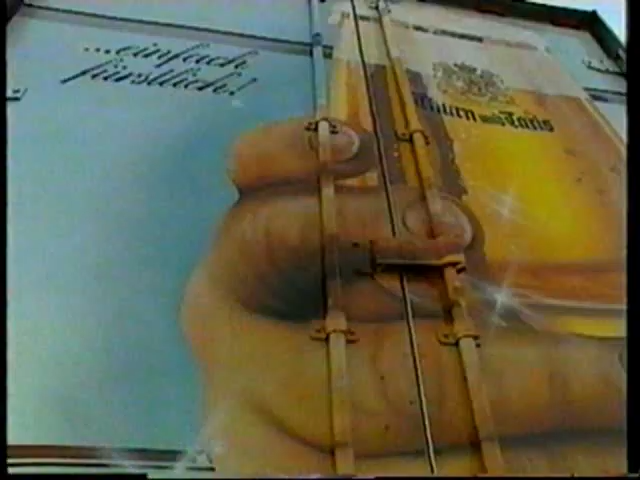 ...einfach
fürstlich!
Thurn und Taxis